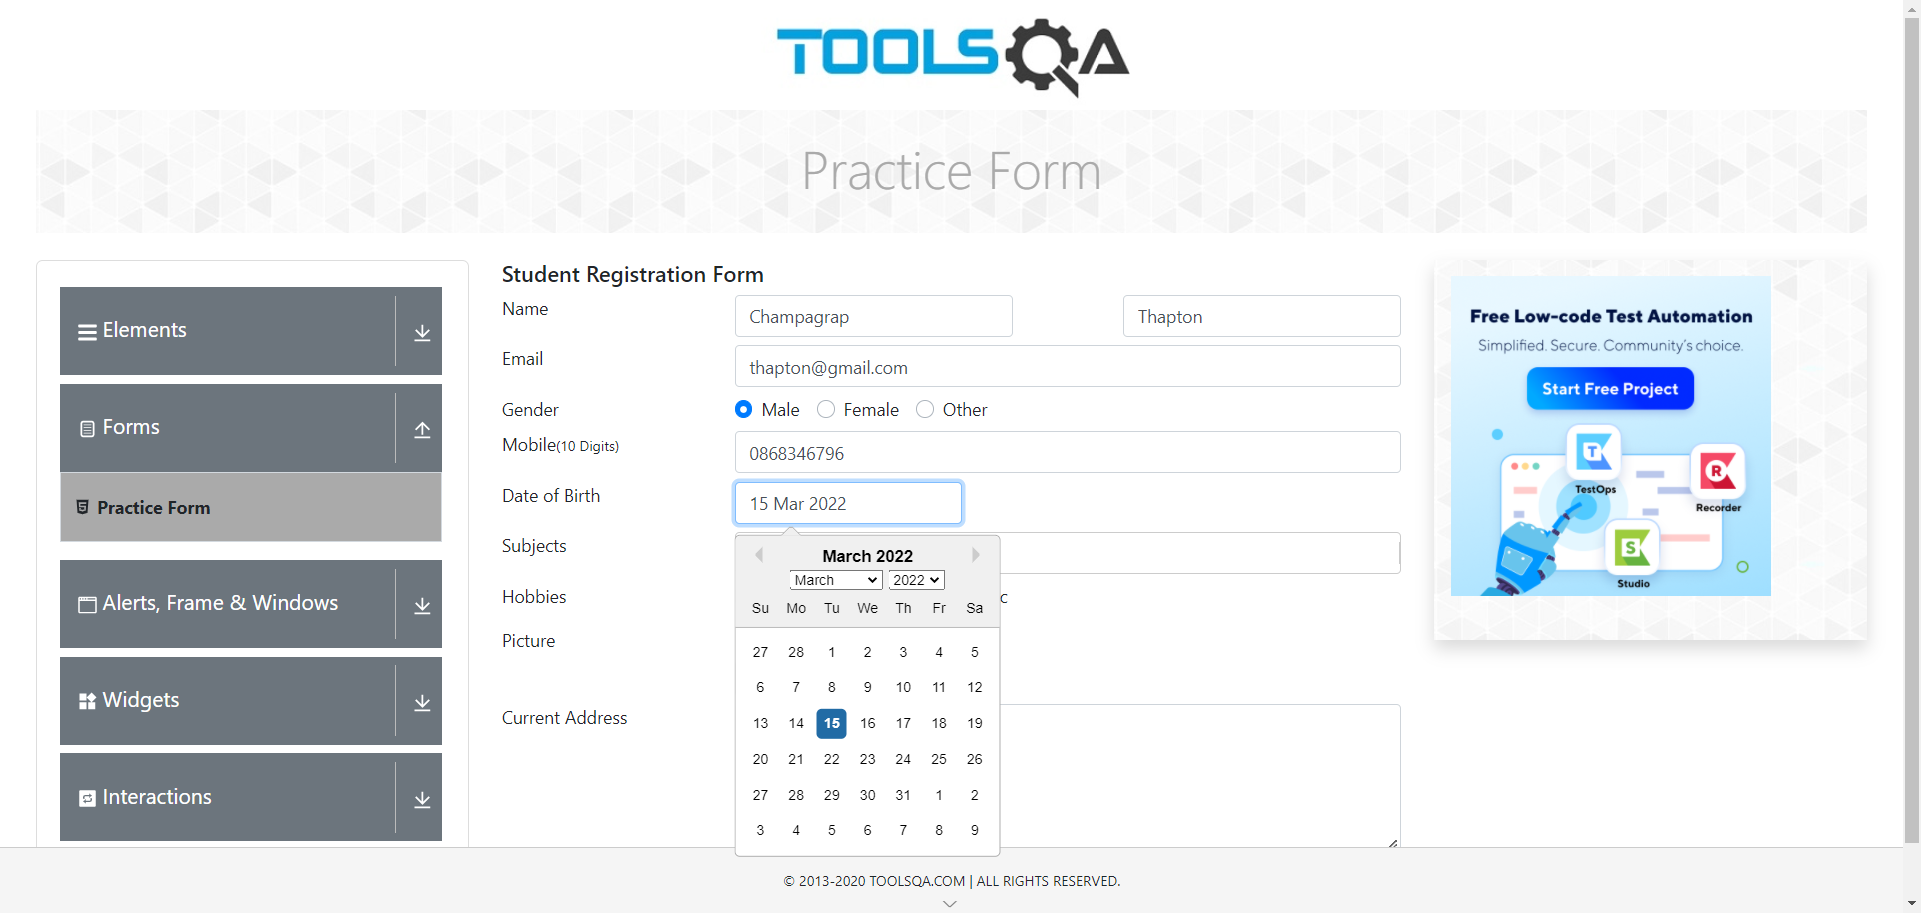 TOOLSQA
Practice Form
Elements
Forms
Practice Form
Alerts, Frame & Windows
Widgets
Interactions
Student Registration Form
Name
Champagrap
Thapton
Email
thapton@gmail.com
Gender
Male Female Other
Mobile(10 Digits)
0868346796
Date of Birth
15 Mar 2022
Subjects
Hobbies
c
Picture
Current Address
March 2022
March 2022
Su Mo Tu We Th Fr Sa
27 28 1 2 3 4 5
6 7 8 9 10 11 12
13 14 15 16 17 18 19
20 21 22 23 24 25 26
27 28 29 30 31 1 2
3 4 5 6 7 8 9
Free Low-code Test Automation
Simplified. Secure. Community's choice.
Start Free Project
T
TestOps
R
Recorder
S
Studio
© 2013-2020 TOOLSQA.COM | ALL RIGHTS RESERVED.